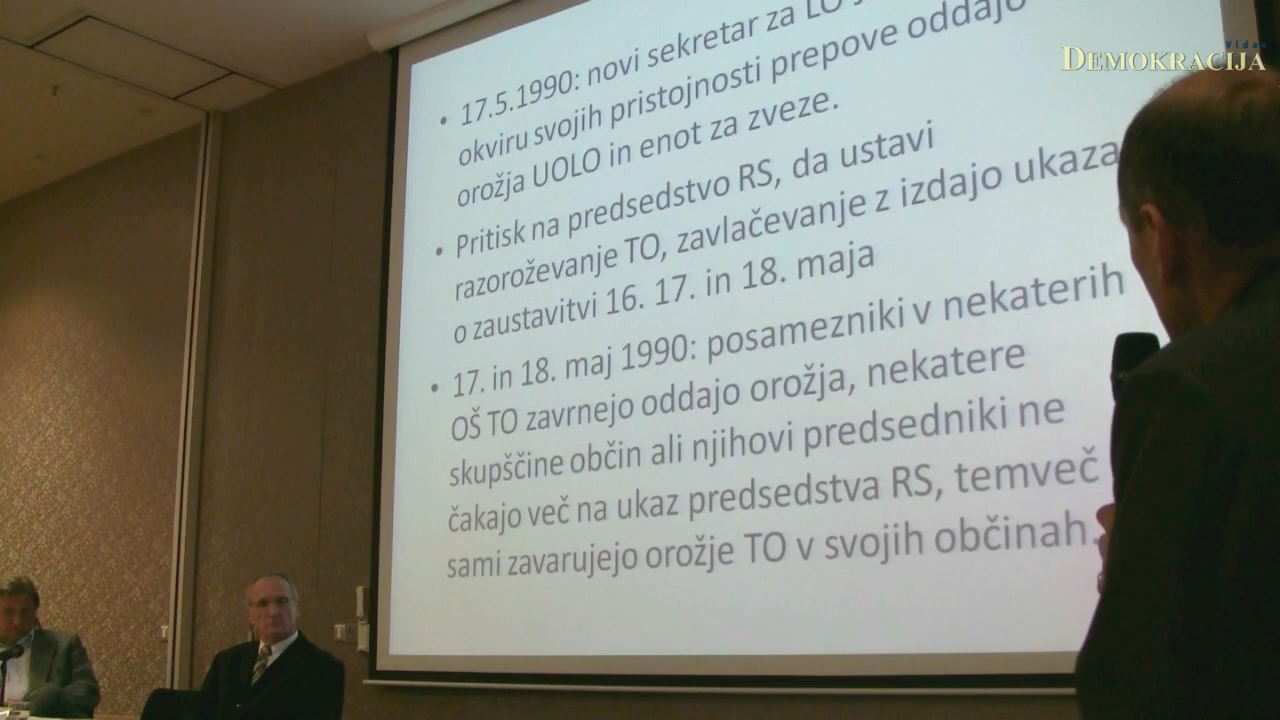 Video
DEMOKRACIJA
• 17.5.1990: novi sekretar za LO
okviru svojih pristojnosti prepove oddajo
orožja UOLO in enot za zveze.
• Pritisk na predsedstvo RS, da ustavi
razoroževanje TO, zavlačevanje z izdajo ukaza
o zaustavitvi 16. 17. in 18. maja
• 17. in 18. maj 1990: posamezniki v nekaterih
OŠ TO zavrnejo oddajo orožja, nekatere
skupščine občin ali njihovi predsedniki ne
čakajo več na ukaz predsedstva RS, temveč
sami zavarujejo orožje TO v svojih občinah.